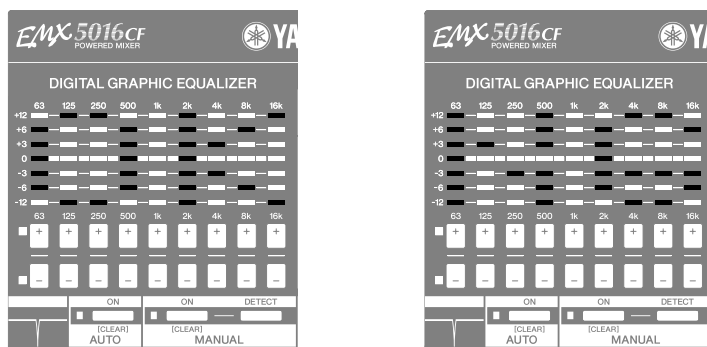 EMX 5016CF
POWERED MIXER
YA
DIGITAL GRAPHIC EQUALIZER
63 125 250 500 1k 2k 4k 8k 16k
+12
+6
+3
0
-3
-6
-12
63 125 250 500 1k 2k 4k 8k 16k
+ + + + + + + + +
− − − − − − − − −
ON ON DETECT
[CLEAR] [CLEAR]
AUTO MANUAL
EMX 5016CF
POWERED MIXER
YA
DIGITAL GRAPHIC EQUALIZER
63 125 250 500 1k 2k 4k 8k 16k
+12
+6
+3
0
-3
-6
-12
63 125 250 500 1k 2k 4k 8k 16k
+ + + + + + + + +
− − − − − − − − −
ON ON DETECT
[CLEAR] [CLEAR]
AUTO MANUAL